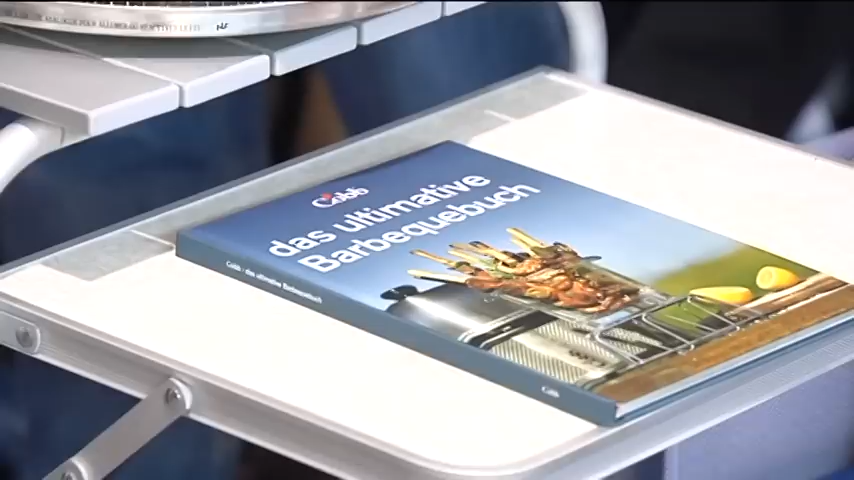 Cobb
das ultimative
Barbequebuch
Cobb : das ultimative Barbequebuch
Cobb